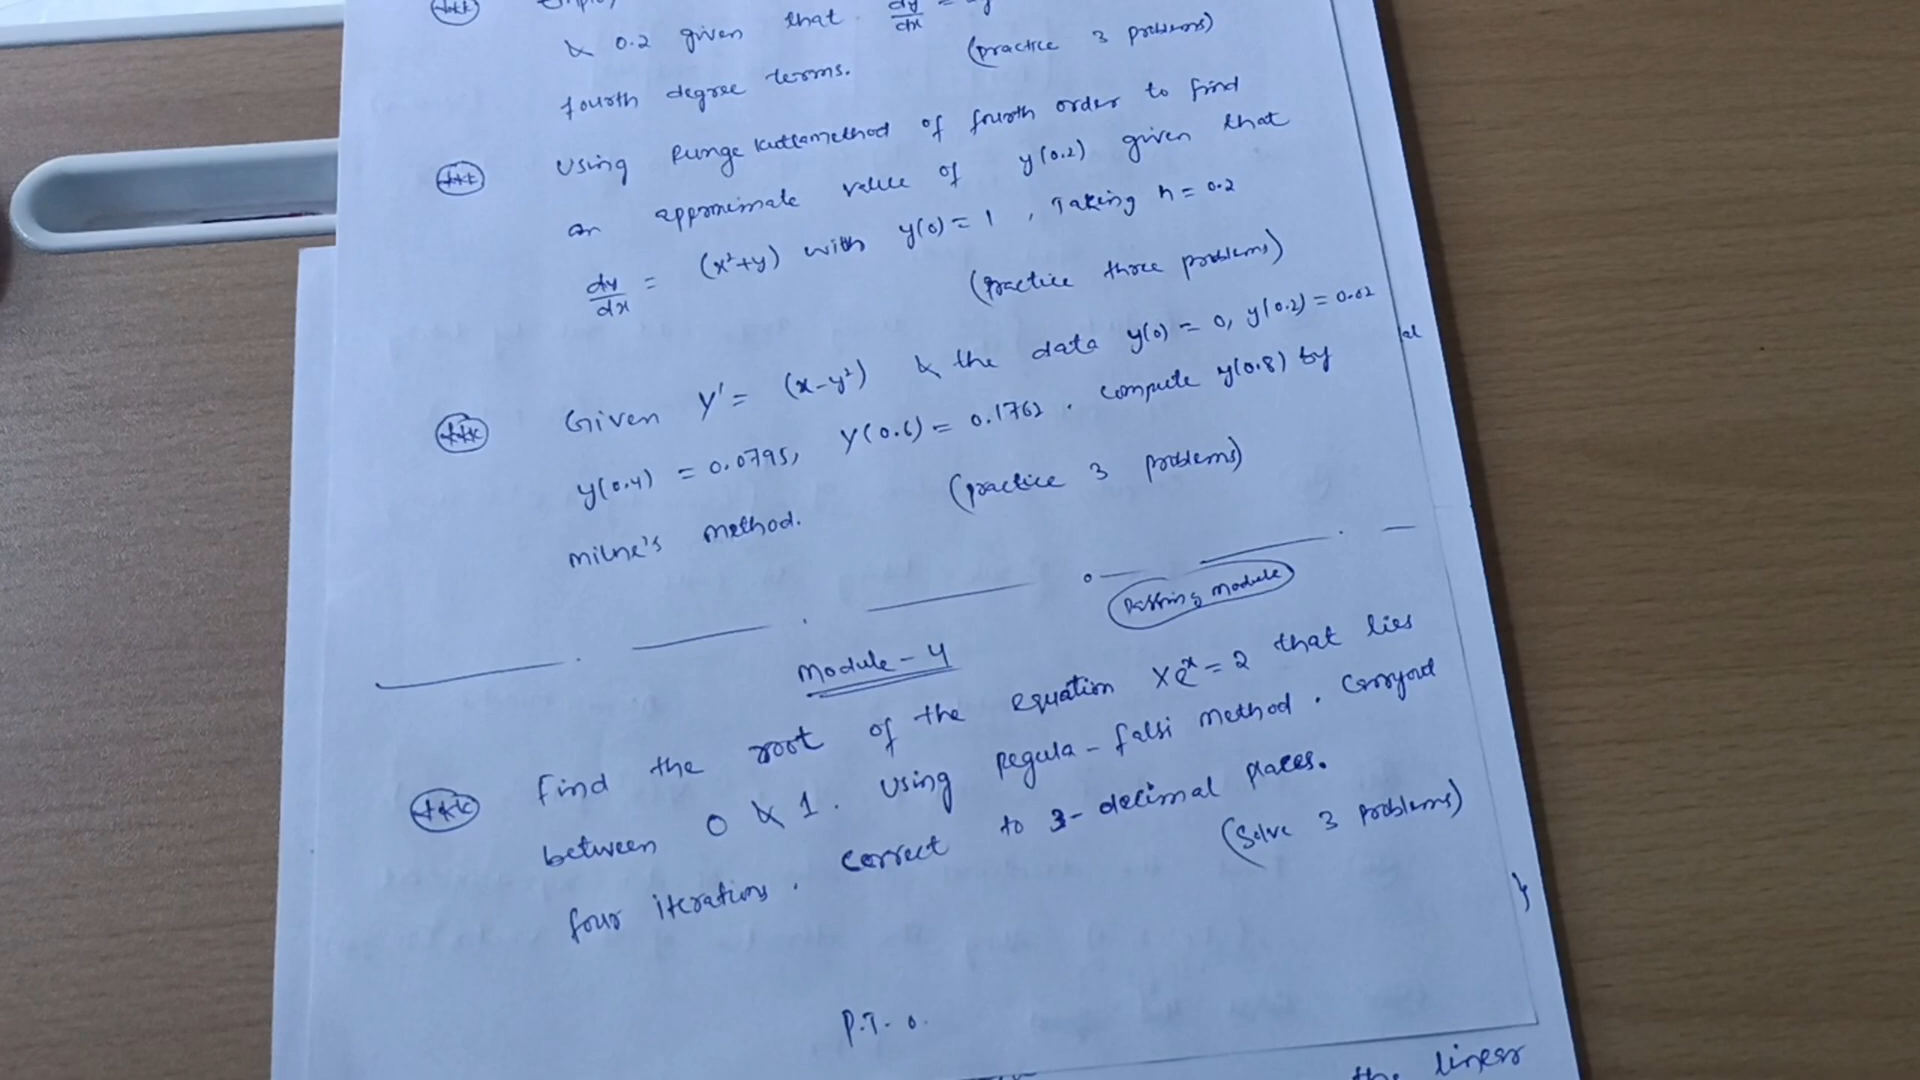 & 0.2 given that dy/dx =
fourth degree terms. (practice 3 problems)
*** Using Runge kuttamethod of fourth order to find
an approximate value of y(0.2) given that
dy/dx = (x²+y) with y(0) = 1, Taking h = 0.2
(practice three problems)
*** Given y' = (x-y²) & the data y(0) = 0, y(0.2) = 0.02
y(0.4) = 0.0795, y(0.6) = 0.1762. compute y(0.8) by
milne's method. (practice 3 problems)
Passing module
Module - 4
*** Find the root of the equation xeˣ = 2 that lies
between 0 & 1. Using Regula-falsi method. Carryout
four iterations. correct to 3-decimal places.
(Solve 3 problems)
P.T.O.
the linear